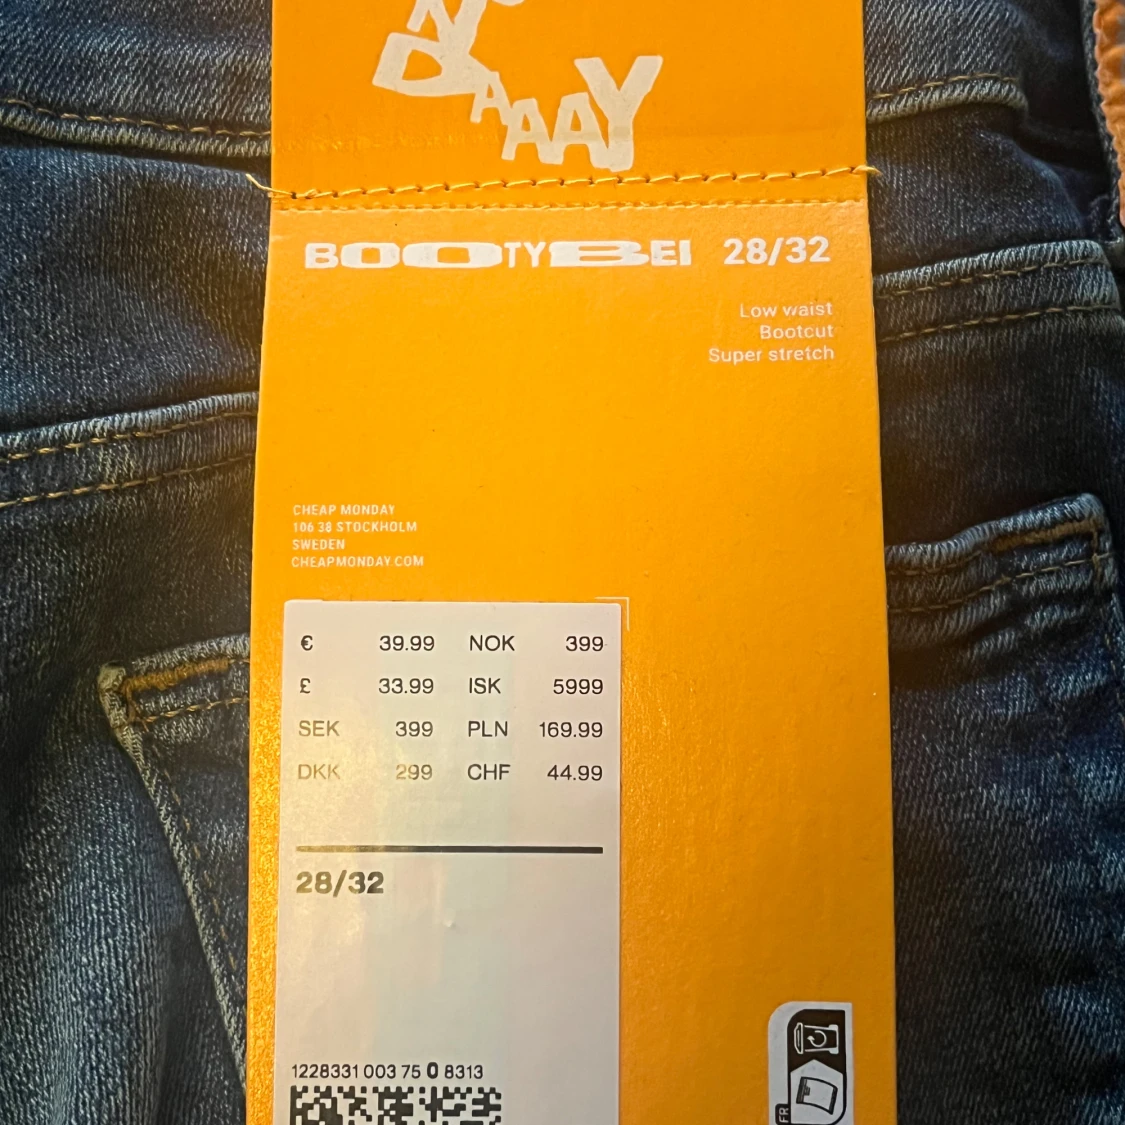 N
DAAAAY
BOOTYBEI 28/32
Low waist
Bootcut
Super stretch
CHEAP MONDAY
106 38 STOCKHOLM
SWEDEN
CHEAPMONDAY.COM
€ 39.99 NOK 399
£ 33.99 ISK 5999
SEK 399 PLN 169.99
DKK 299 CHF 44.99
28/32
1228331 003 75 0 8313
FR